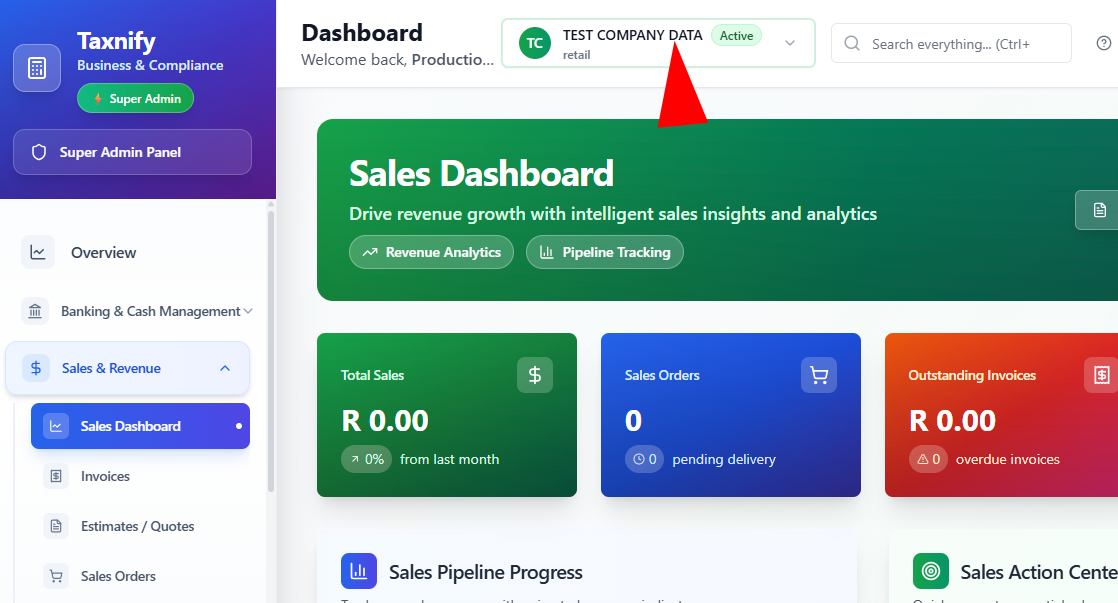 Taxnify
Business & Compliance
Super Admin
Super Admin Panel
Overview
Banking & Cash Management
Sales & Revenue
Sales Dashboard
Invoices
Estimates / Quotes
Sales Orders
Dashboard
Welcome back, Productio...
TC
TEST COMPANY DATA
Active
retail
Search everything... (Ctrl+
Sales Dashboard
Drive revenue growth with intelligent sales insights and analytics
Revenue Analytics
Pipeline Tracking
Total Sales
R 0.00
0% from last month
Sales Orders
0
0 pending delivery
Outstanding Invoices
R 0.00
0 overdue invoices
Sales Pipeline Progress
Sales Action Cente